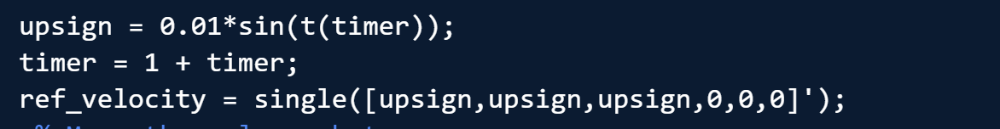 upsign = 0.01*sin(t(timer));
timer = 1 + timer;
ref_velocity = single([upsign,upsign,upsign,0,0,0]');